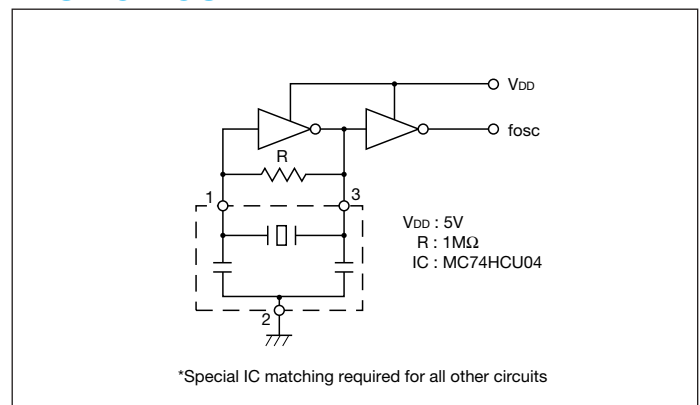 VDD
fosc
R
1
3
VDD : 5V
R : 1MΩ
IC : MC74HCU04
2
*Special IC matching required for all other circuits